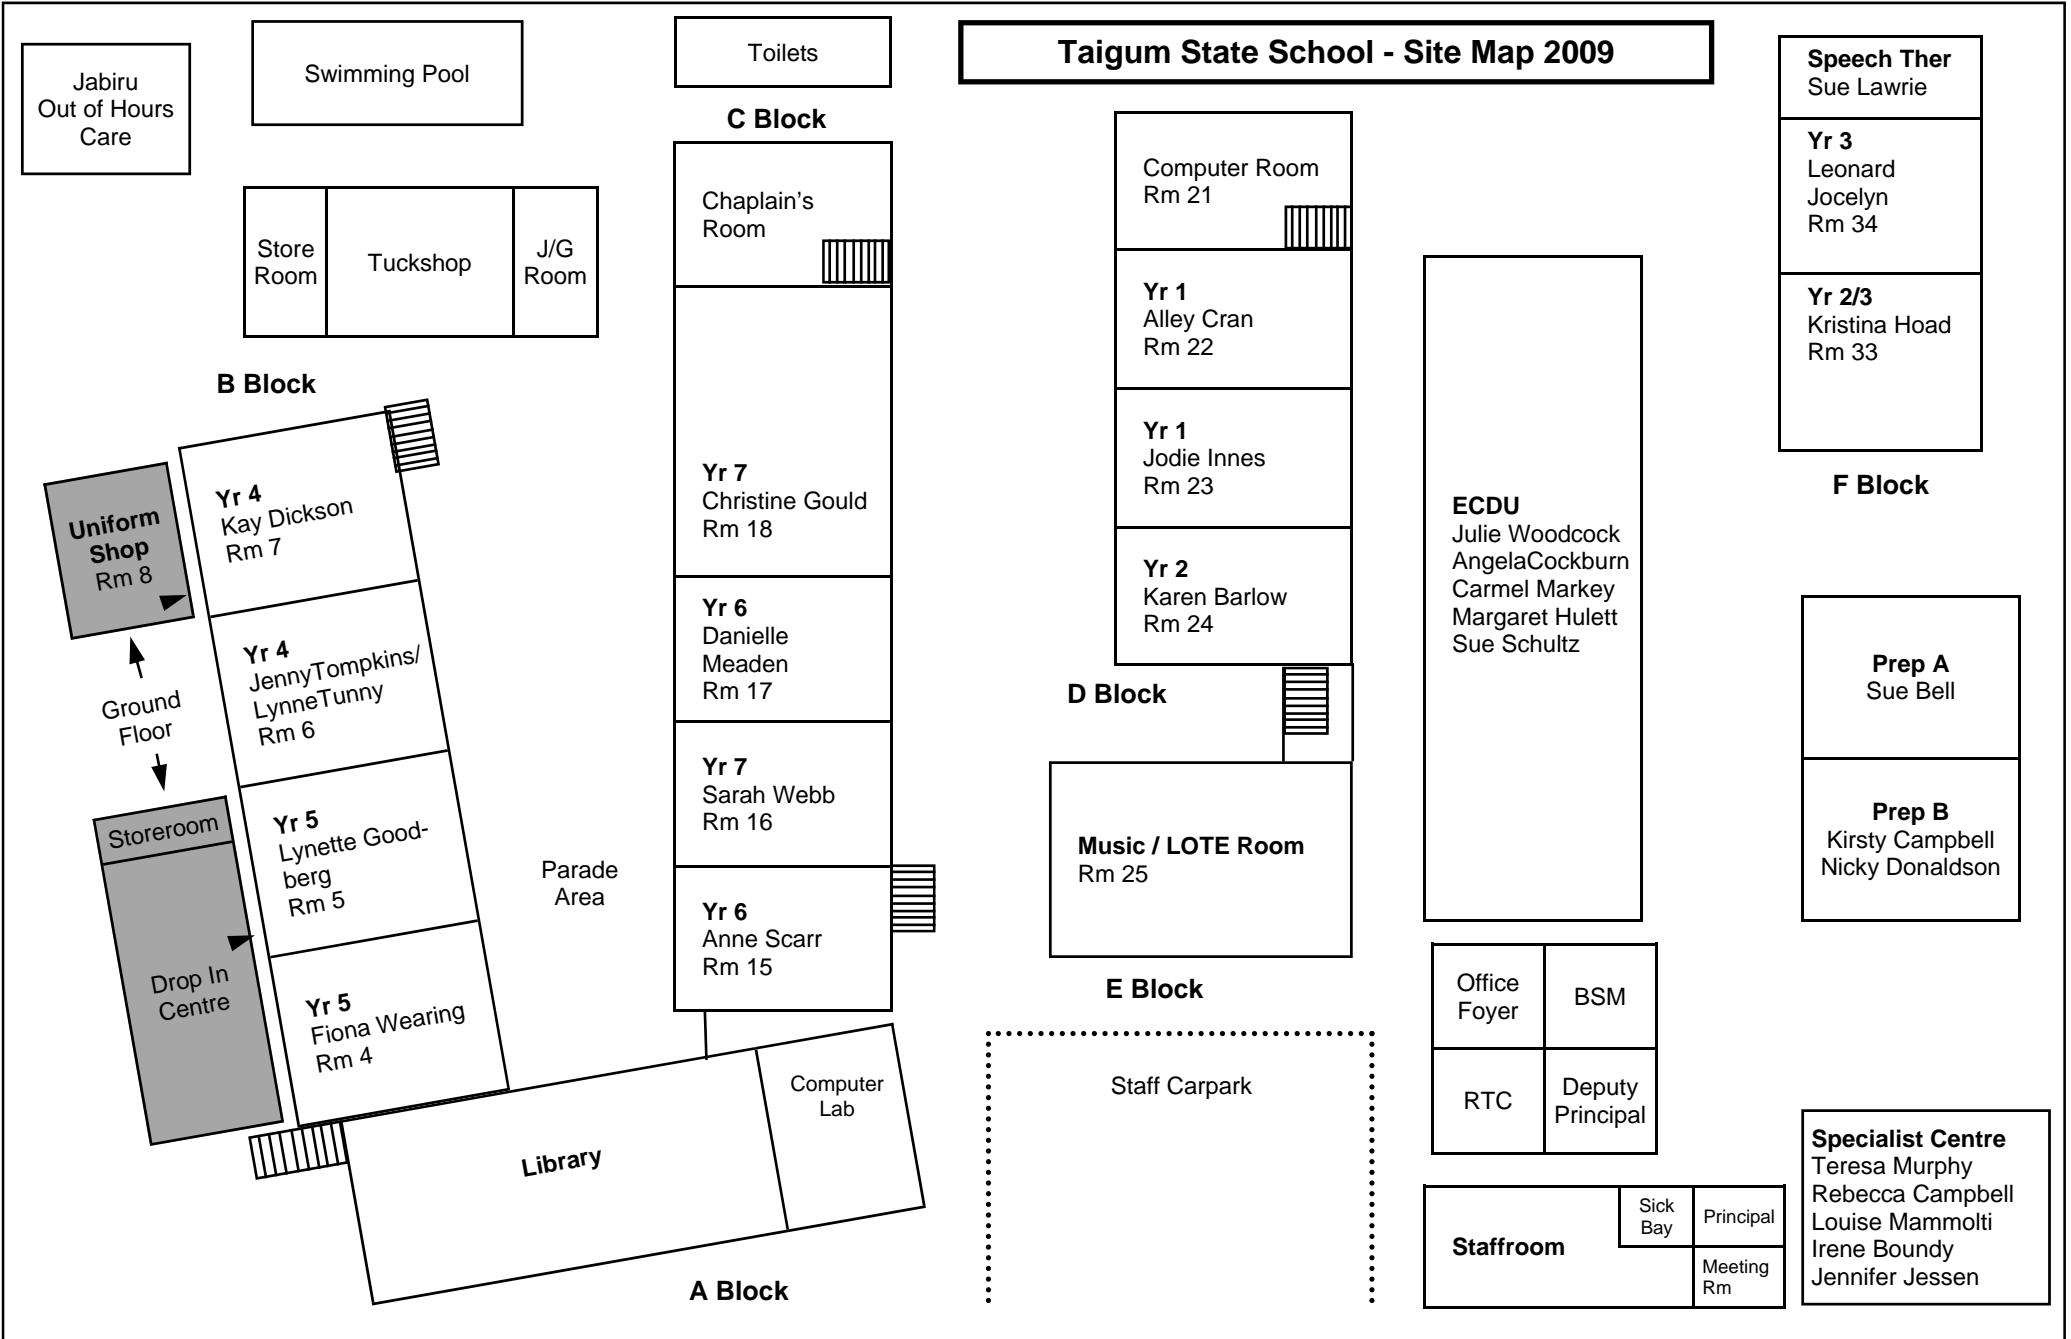 Taigum State School - Site Map 2009
Jabiru
Out of Hours
Care
Swimming Pool
Toilets
Store
Room
Tuckshop
J/G
Room
B Block
Uniform
Shop
Rm 8
Ground
Floor
Storeroom
Drop In
Centre
Yr 4
Kay Dickson
Rm 7
Yr 4
JennyTompkins/
LynneTunny
Rm 6
Yr 5
Lynette Good-
berg
Rm 5
Yr 5
Fiona Wearing
Rm 4
Parade
Area
C Block
Chaplain's
Room
Yr 7
Christine Gould
Rm 18
Yr 6
Danielle
Meaden
Rm 17
Yr 7
Sarah Webb
Rm 16
Yr 6
Anne Scarr
Rm 15
Library
Computer
Lab
A Block
Computer Room
Rm 21
Yr 1
Alley Cran
Rm 22
Yr 1
Jodie Innes
Rm 23
Yr 2
Karen Barlow
Rm 24
D Block
Music / LOTE Room
Rm 25
E Block
Staff Carpark
ECDU
Julie Woodcock
AngelaCockburn
Carmel Markey
Margaret Hulett
Sue Schultz
Office
Foyer
BSM
RTC
Deputy
Principal
Staffroom
Sick
Bay
Principal
Meeting
Rm
Speech Ther
Sue Lawrie
Yr 3
Leonard
Jocelyn
Rm 34
Yr 2/3
Kristina Hoad
Rm 33
F Block
Prep A
Sue Bell
Prep B
Kirsty Campbell
Nicky Donaldson
Specialist Centre
Teresa Murphy
Rebecca Campbell
Louise Mammolti
Irene Boundy
Jennifer Jessen